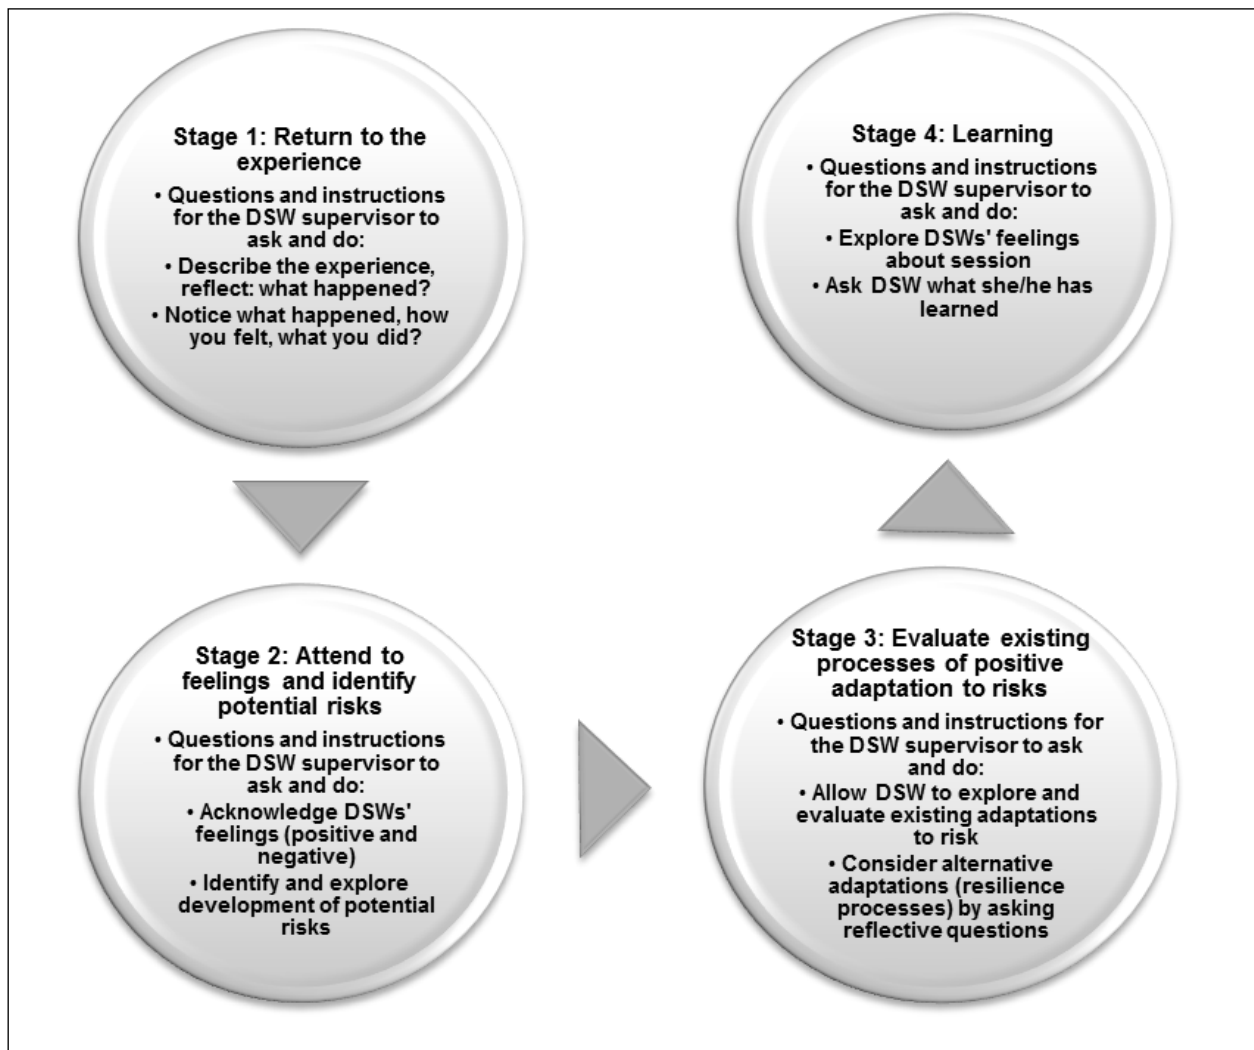 Stage 1: Return to the
experience
• Questions and instructions
for the DSW supervisor to
ask and do:
• Describe the experience,
reflect: what happened?
• Notice what happened, how
you felt, what you did?
Stage 2: Attend to
feelings and identify
potential risks
• Questions and instructions
for the DSW supervisor to
ask and do:
• Acknowledge DSWs'
feelings (positive and
negative)
• Identify and explore
development of potential
risks
Stage 3: Evaluate existing
processes of positive
adaptation to risks
• Questions and instructions for
the DSW supervisor to ask
and do:
• Allow DSW to explore and
evaluate existing adaptations
to risk
• Consider alternative
adaptations (resilience
processes) by asking
reflective questions
Stage 4: Learning
• Questions and instructions
for the DSW supervisor to
ask and do:
• Explore DSWs' feelings
about session
• Ask DSW what she/he has
learned